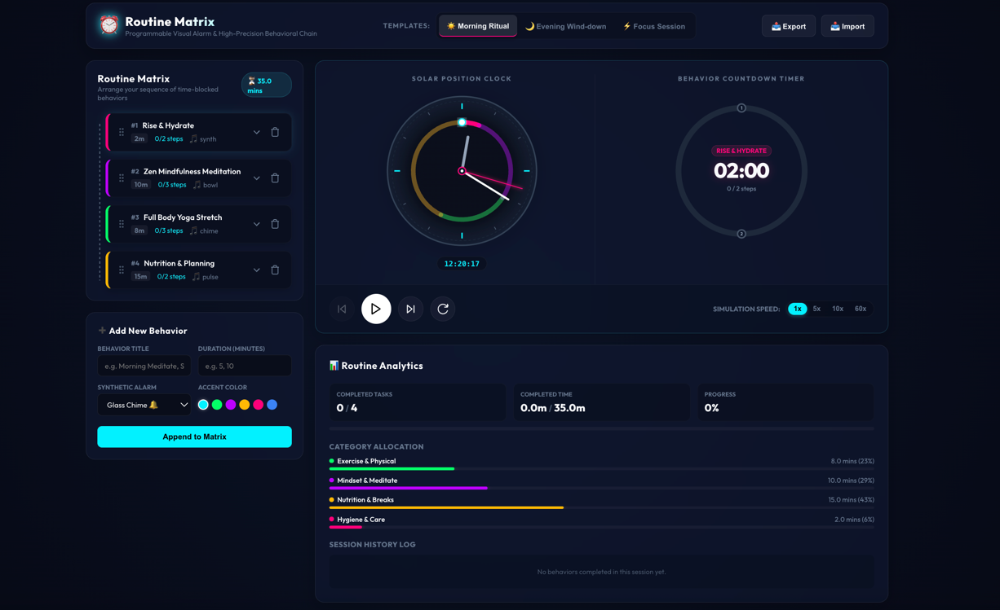 Routine Matrix
Programmable Visual Alarm & High-Precision Behavioral Chain
TEMPLATES:
☀️ Morning Ritual
🌙 Evening Wind-down
⚡ Focus Session
📤 Export
📥 Import
Routine Matrix
Arrange your sequence of time-blocked
behaviors
⏳ 35.0
mins
#1 Rise & Hydrate
2m 0/2 steps 🎵 synth
#2 Zen Mindfulness Meditation
10m 0/3 steps 🎵 bowl
#3 Full Body Yoga Stretch
8m 0/3 steps 🎵 chime
#4 Nutrition & Planning
15m 0/2 steps 🎵 pulse
➕ Add New Behavior
BEHAVIOR TITLE
DURATION (MINUTES)
e.g. Morning Meditate, S
e.g. 5, 10
SYNTHETIC ALARM
ACCENT COLOR
Glass Chime 🔔
Append to Matrix
SOLAR POSITION CLOCK
12:20:17
BEHAVIOR COUNTDOWN TIMER
1
RISE & HYDRATE
02:00
0 / 2 steps
2
SIMULATION SPEED:
1x 5x 10x 60x
📊 Routine Analytics
COMPLETED TASKS
0 / 4
COMPLETED TIME
0.0m / 35.0m
PROGRESS
0%
CATEGORY ALLOCATION
Exercise & Physical 8.0 mins (23%)
Mindset & Meditate 10.0 mins (29%)
Nutrition & Breaks 15.0 mins (43%)
Hygiene & Care 2.0 mins (6%)
SESSION HISTORY LOG
No behaviors completed in this session yet.